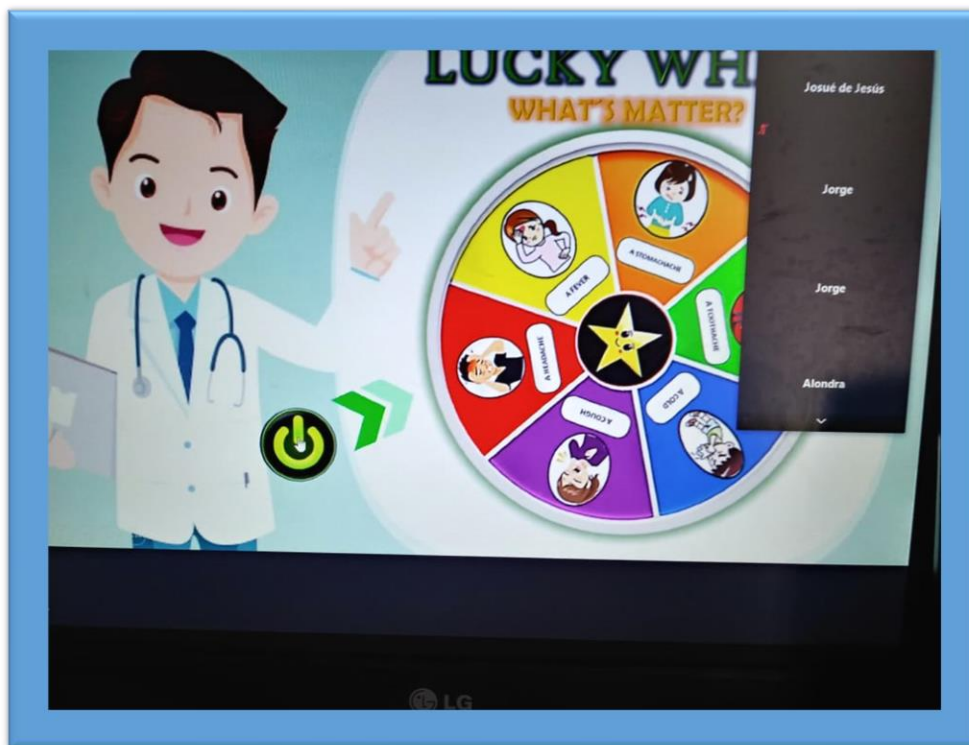 LUCKY WH
WHAT'S MATTER?
A FEVER
A STOMACHACHE
A TOOTHACHE
A COLD
A COUGH
A HEADACHE
Josué de Jesús
Jorge
Jorge
Alondra
LG